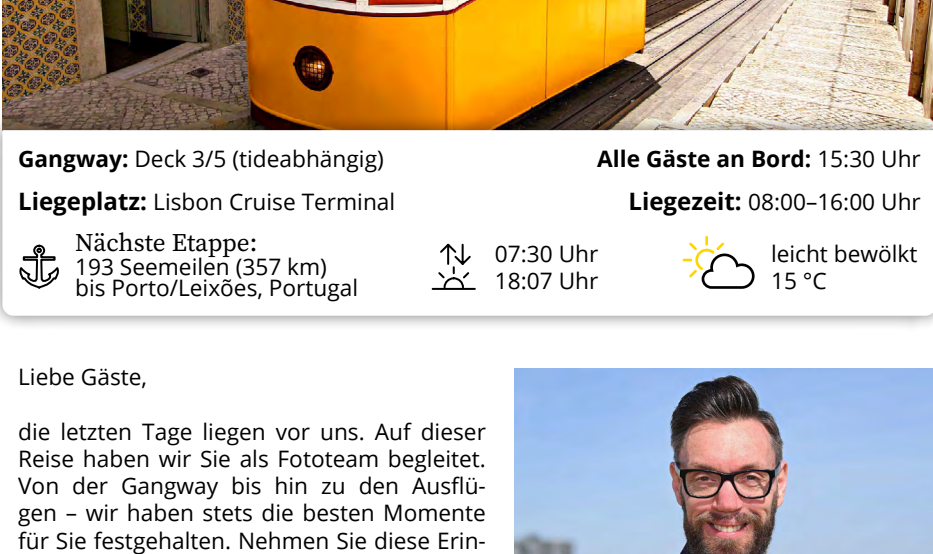 Gangway: Deck 3/5 (tideabhängig)
Alle Gäste an Bord: 15:30 Uhr
Liegeplatz: Lisbon Cruise Terminal
Liegezeit: 08:00–16:00 Uhr
Nächste Etappe:
193 Seemeilen (357 km)
bis Porto/Leixões, Portugal
07:30 Uhr
18:07 Uhr
leicht bewölkt
15 °C
Liebe Gäste,
die letzten Tage liegen vor uns. Auf dieser
Reise haben wir Sie als Fototeam begleitet.
Von der Gangway bis hin zu den Ausflü-
gen – wir haben stets die besten Momente
für Sie festgehalten. Nehmen Sie diese Erin-